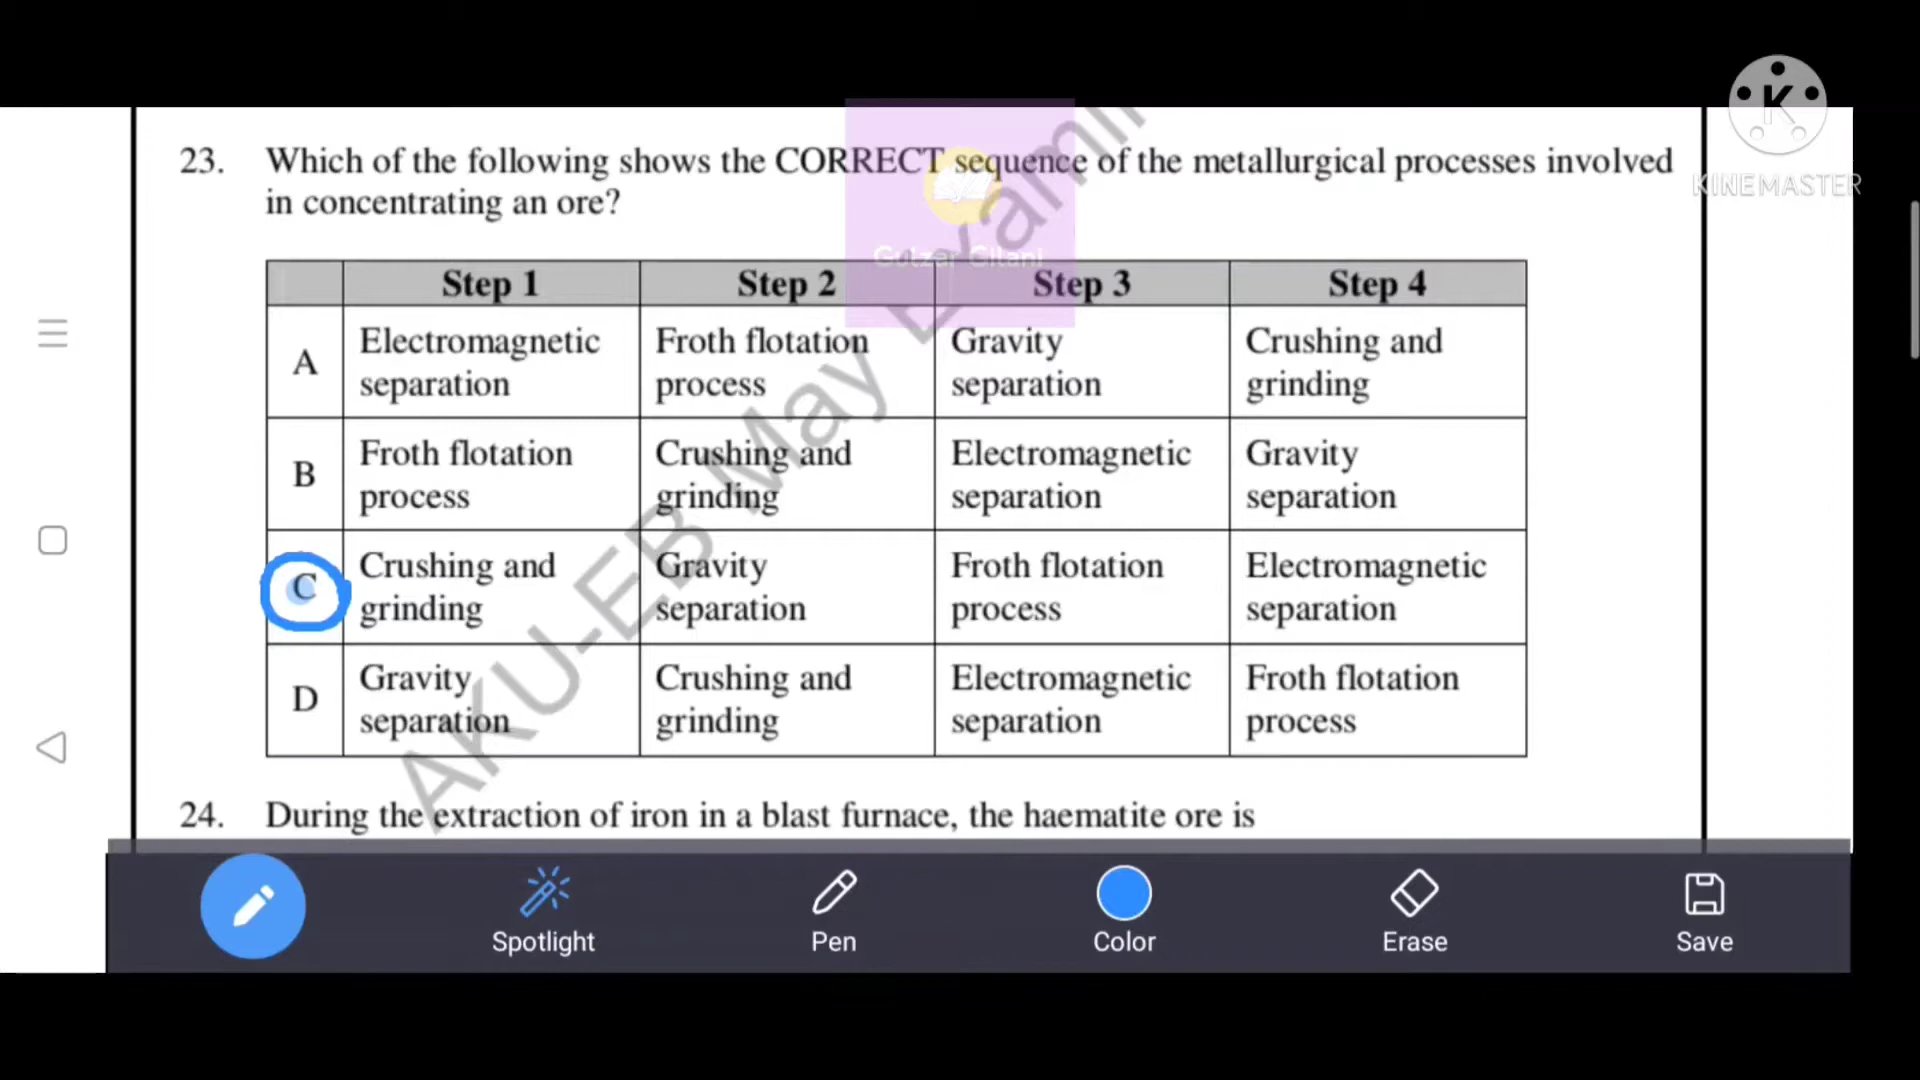 KINEMASTER
23. Which of the following shows the CORRECT sequence of the metallurgical processes involved
in concentrating an ore?
Gulzar Gilani
Step 1 Step 2 Step 3 Step 4
A Electromagnetic separation Froth flotation process Gravity separation Crushing and grinding
B Froth flotation process Crushing and grinding Electromagnetic separation Gravity separation
C Crushing and grinding Gravity separation Froth flotation process Electromagnetic separation
D Gravity separation Crushing and grinding Electromagnetic separation Froth flotation process
AKU-EB May Examin
24. During the extraction of iron in a blast furnace, the haematite ore is
Spotlight Pen Color Erase Save